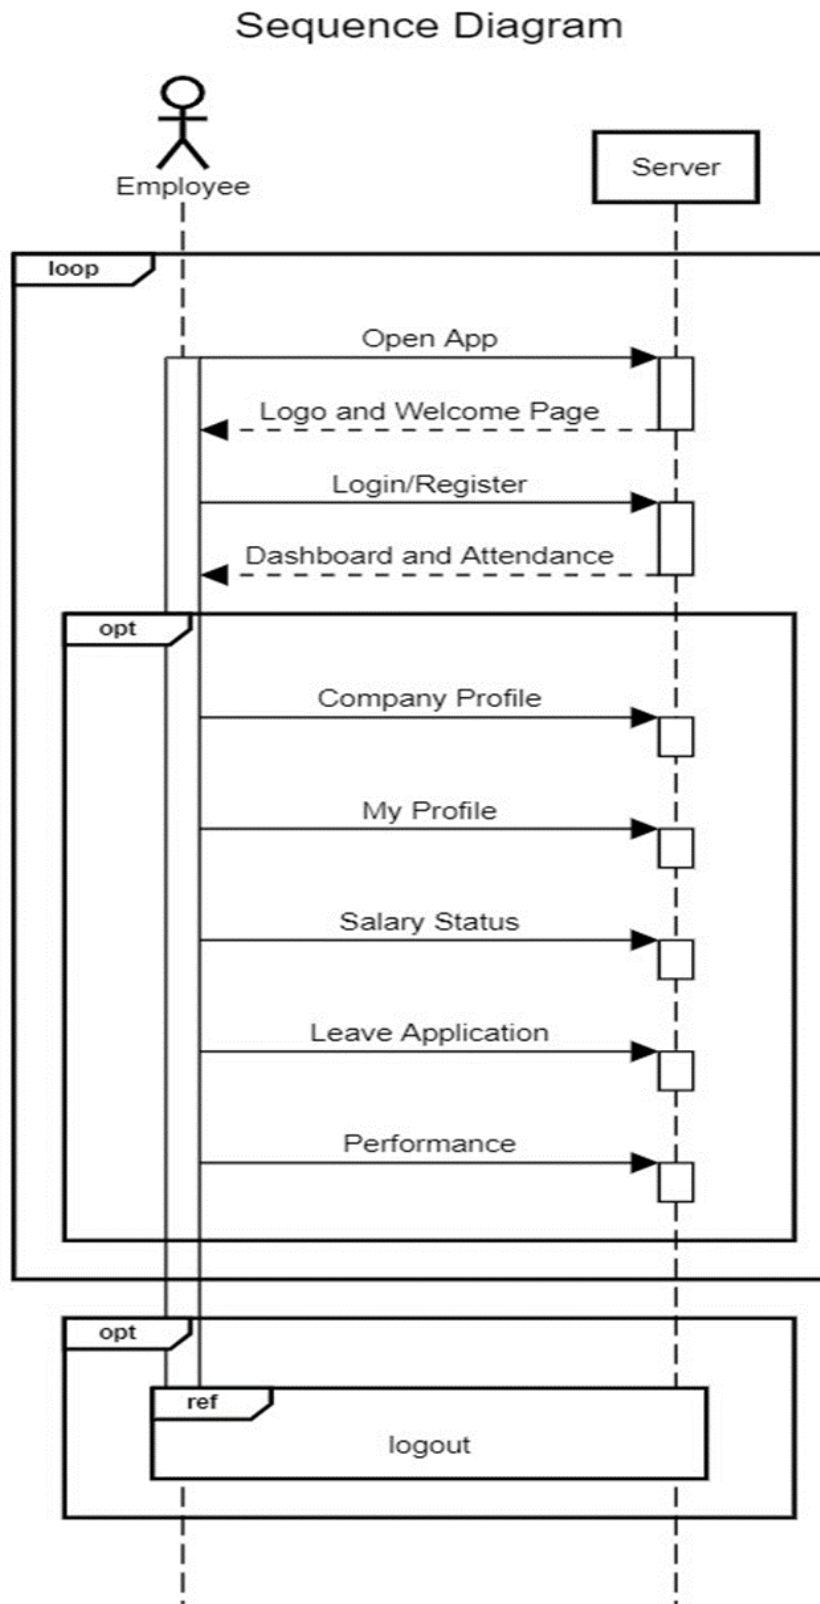 Sequence Diagram
Employee
Server
loop
Open App
Logo and Welcome Page
Login/Register
Dashboard and Attendance
opt
Company Profile
My Profile
Salary Status
Leave Application
Performance
opt
ref
logout